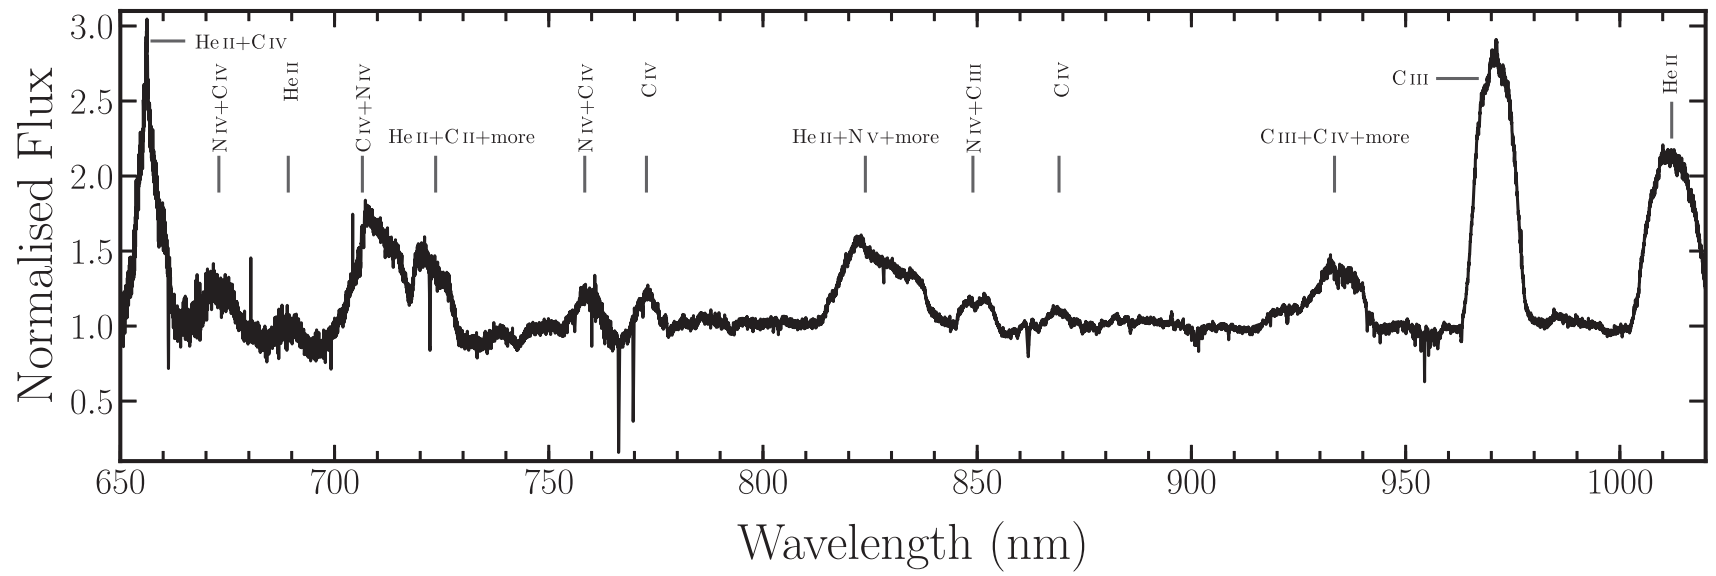 Normalised Flux
3.0
2.5
2.0
1.5
1.0
0.5
He II+C IV
N IV+C IV
He II
C IV+N IV
He II+C II+more
N IV+C IV
C IV
He II+N V+more
N IV+C III
C IV
C III+C IV+more
C III
He II
650 700 750 800 850 900 950 1000
Wavelength (nm)